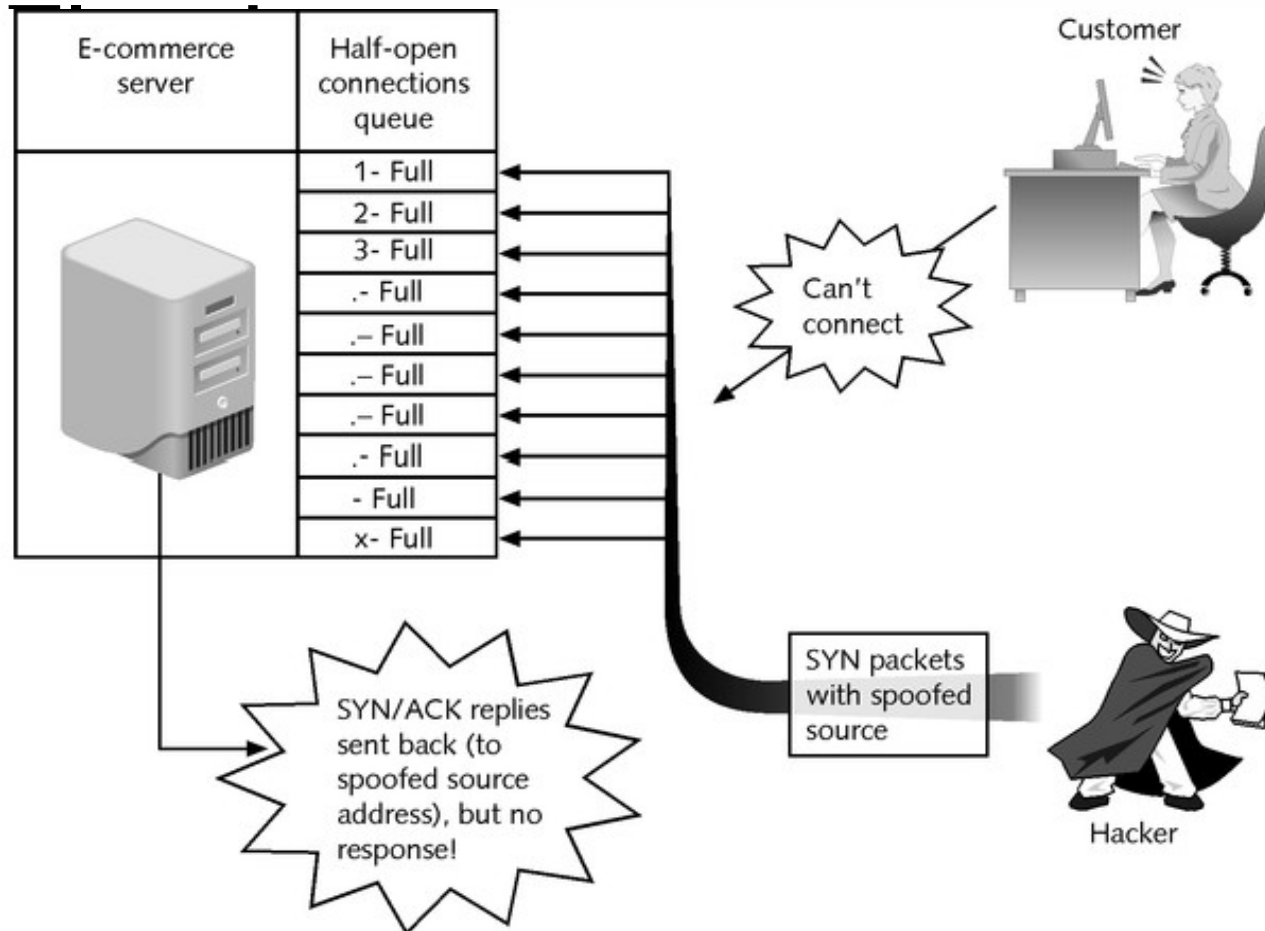 E-commerce
server
Half-open
connections
queue
1- Full
2- Full
3- Full
.- Full
.– Full
.– Full
.– Full
.- Full
- Full
x- Full
Customer
Can't
connect
SYN packets
with spoofed
source
Hacker
SYN/ACK replies
sent back (to
spoofed source
address), but no
response!